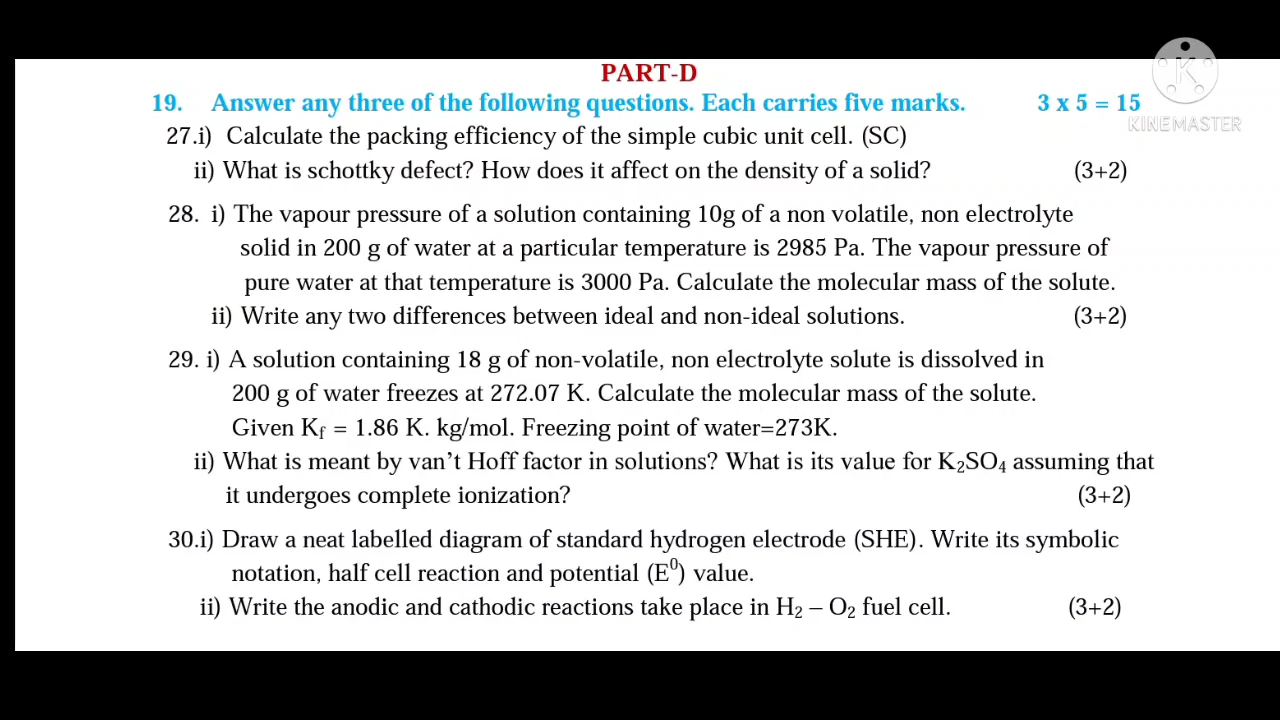 PART-D
19. Answer any three of the following questions. Each carries five marks. 3 x 5 = 15
KINEMASTER
27.i) Calculate the packing efficiency of the simple cubic unit cell. (SC)
ii) What is schottky defect? How does it affect on the density of a solid? (3+2)
28. i) The vapour pressure of a solution containing 10g of a non volatile, non electrolyte
solid in 200 g of water at a particular temperature is 2985 Pa. The vapour pressure of
pure water at that temperature is 3000 Pa. Calculate the molecular mass of the solute.
ii) Write any two differences between ideal and non-ideal solutions. (3+2)
29. i) A solution containing 18 g of non-volatile, non electrolyte solute is dissolved in
200 g of water freezes at 272.07 K. Calculate the molecular mass of the solute.
Given Kf = 1.86 K. kg/mol. Freezing point of water=273K.
ii) What is meant by van’t Hoff factor in solutions? What is its value for K₂SO₄ assuming that
it undergoes complete ionization? (3+2)
30.i) Draw a neat labelled diagram of standard hydrogen electrode (SHE). Write its symbolic
notation, half cell reaction and potential (E⁰) value.
ii) Write the anodic and cathodic reactions take place in H₂ – O₂ fuel cell. (3+2)